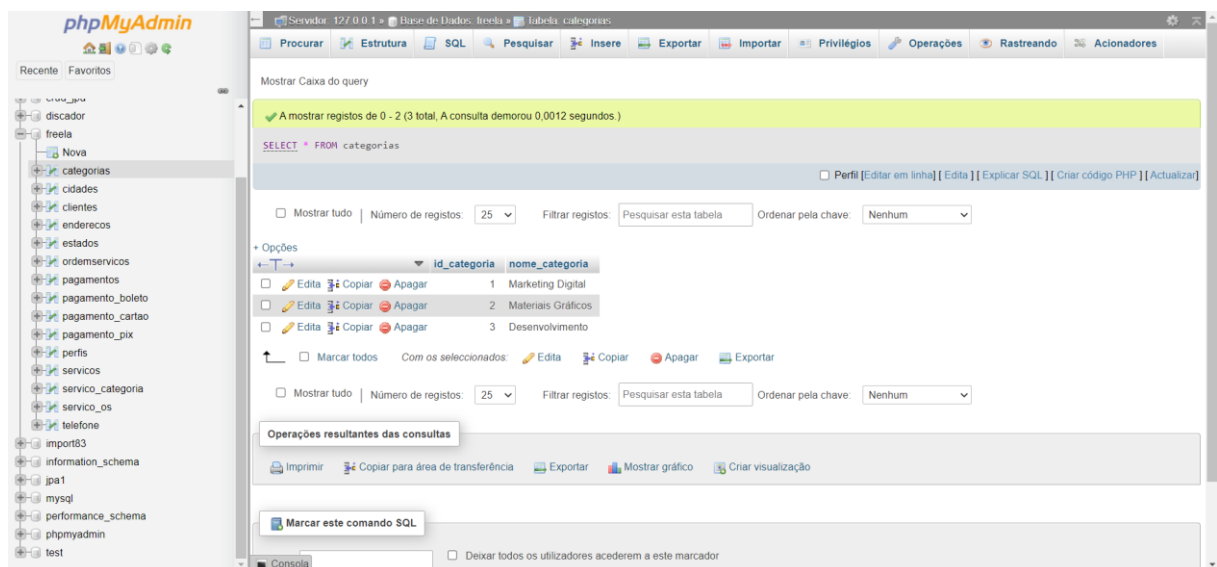 phpMyAdmin
Recente Favoritos
crud_jpa
discador
freela
Nova
categorias
cidades
clientes
enderecos
estados
ordemservicos
pagamentos
pagamento_boleto
pagamento_cartao
pagamento_pix
perfis
servicos
servico_categoria
servico_os
telefone
import83
information_schema
jpa1
mysql
performance_schema
phpmyadmin
test
Servidor: 127.0.0.1 » Base de Dados: freela » Tabela: categorias
Procurar Estrutura SQL Pesquisar Insere Exportar Importar Privilégios Operações Rastreando Acionadores
Mostrar Caixa do query
A mostrar registos de 0 - 2 (3 total, A consulta demorou 0,0012 segundos.)
SELECT * FROM categorias
Perfil [Editar em linha] [ Edita ] [ Explicar SQL ] [ Criar código PHP ] [ Actualizar]
Mostrar tudo | Número de registos: 25 Filtrar registos: Pesquisar esta tabela Ordenar pela chave: Nenhum
+ Opções
←T→ id_categoria nome_categoria
Edita Copiar Apagar 1 Marketing Digital
Edita Copiar Apagar 2 Materiais Gráficos
Edita Copiar Apagar 3 Desenvolvimento
Marcar todos Com os seleccionados: Edita Copiar Apagar Exportar
Mostrar tudo | Número de registos: 25 Filtrar registos: Pesquisar esta tabela Ordenar pela chave: Nenhum
Operações resultantes das consultas
Imprimir Copiar para área de transferência Exportar Mostrar gráfico Criar visualização
Marcar este comando SQL
Deixar todos os utilizadores acederem a este marcador
Consola